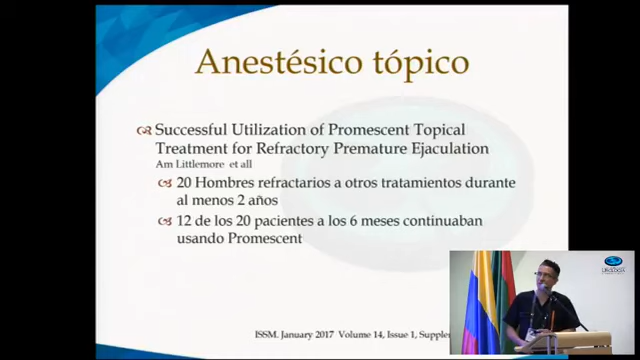 Anestésico tópico
Successful Utilization of Promescent Topical
Treatment for Refractory Premature Ejaculation
Am Littlemore et all
20 Hombres refractarios a otros tratamientos durante
al menos 2 años
12 de los 20 pacientes a los 6 meses continuaban
usando Promescent
ISSM. January 2017 Volume 14, Issue 1, Supplem